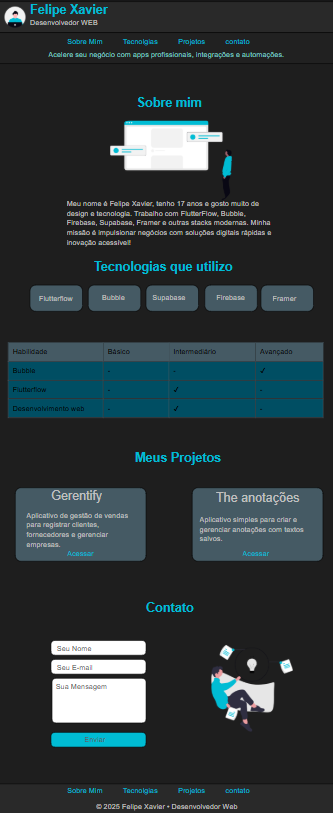 Felipe Xavier
Desenvolvedor WEB
Sobre Mim Tecnolgias Projetos contato
Acelere seu negócio com apps profissionais, integrações e automações.
Sobre mim
Meu nome é Felipe Xavier, tenho 17 anos e gosto muito de
design e tecnologia. Trabalho com FlutterFlow, Bubble,
Firebase, Supabase, Framer e outras stacks modernas. Minha
missão é impulsionar negócios com soluções digitais rápidas e
inovação acessível!
Tecnologias que utilizo
Flutterflow Bubble Supabase Firebase Framer
Habilidade Básico Intermediário Avançado
Bubble - - ✓
Flutterflow - ✓ -
Desenvolvimento web - ✓ -
Meus Projetos
Gerentify
Aplicativo de gestão de vendas
para registrar clientes,
fornecedores e gerenciar
empresas.
Acessar
The anotações
Aplicativo simples para criar e
gerenciar anotações com textos
salvos.
Acessar
Contato
Seu Nome
Seu E-mail
Sua Mensagem
Enviar
Sobre Mim Tecnolgias Projetos contato
© 2025 Felipe Xavier • Desenvolvedor Web